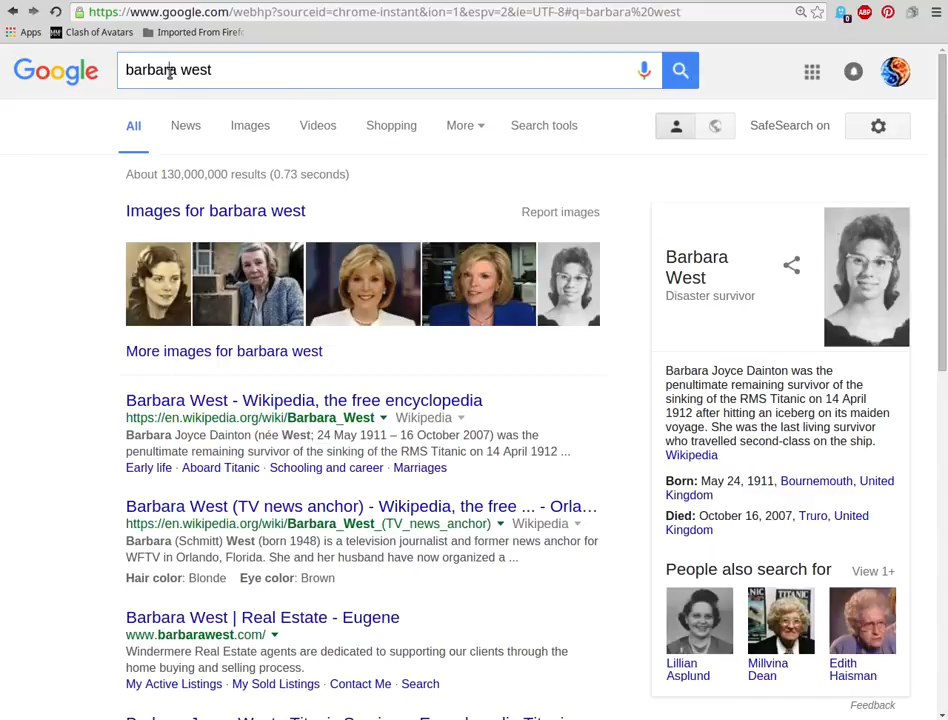 https://www.google.com/webhp?sourceid=chrome-instant&ion=1&espv=2&ie=UTF-8#q=barbara%20west
Apps Clash of Avatars Imported From Firef
Google barbara west
All News Images Videos Shopping More Search tools SafeSearch on
About 130,000,000 results (0.73 seconds)
Images for barbara west Report images
More images for barbara west
Barbara West - Wikipedia, the free encyclopedia
https://en.wikipedia.org/wiki/Barbara_West Wikipedia
Barbara Joyce Dainton (née West; 24 May 1911 – 16 October 2007) was the
penultimate remaining survivor of the sinking of the RMS Titanic on 14 April 1912 ...
Early life · Aboard Titanic · Schooling and career · Marriages
Barbara West (TV news anchor) - Wikipedia, the free ... - Orla…
https://en.wikipedia.org/wiki/Barbara_West_(TV_news_anchor) Wikipedia
Barbara (Schmitt) West (born 1948) is a television journalist and former news anchor for
WFTV in Orlando, Florida. She and her husband have now organized a ...
Hair color: Blonde Eye color: Brown
Barbara West | Real Estate - Eugene
www.barbarawest.com/
Windermere Real Estate agents are dedicated to supporting our clients through the
home buying and selling process.
My Active Listings · My Sold Listings · Contact Me · Search
Barbara
West
Disaster survivor
Barbara Joyce Dainton was the
penultimate remaining survivor of the
sinking of the RMS Titanic on 14 April
1912 after hitting an iceberg on its maiden
voyage. She was the last living survivor
who travelled second-class on the ship.
Wikipedia
Born: May 24, 1911, Bournemouth, United
Kingdom
Died: October 16, 2007, Truro, United
Kingdom
People also search for View 1+
Lillian
Asplund
Millvina
Dean
Edith
Haisman
Feedback